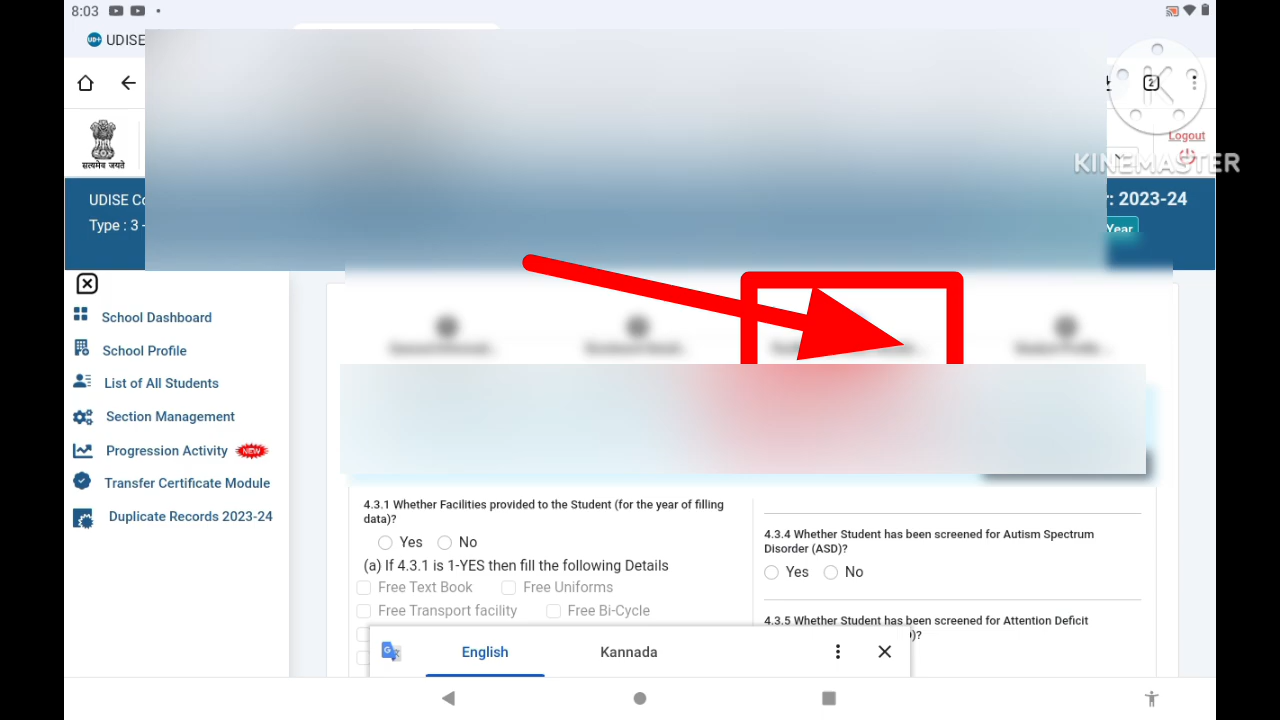 8:03
UDISE
2
सत्यमेव जयते
Logout
KINEMASTER
UDISE Co
r: 2023-24
Type : 3 -
Year
School Dashboard
School Profile
List of All Students
Section Management
Progression Activity NEW
Transfer Certificate Module
Duplicate Records 2023-24
4.3.1 Whether Facilities provided to the Student (for the year of filling
data)?
Yes No
(a) If 4.3.1 is 1-YES then fill the following Details
Free Text Book Free Uniforms
Free Transport facility Free Bi-Cycle
4.3.4 Whether Student has been screened for Autism Spectrum
Disorder (ASD)?
Yes No
4.3.5 Whether Student has been screened for Attention Deficit
)?
English Kannada